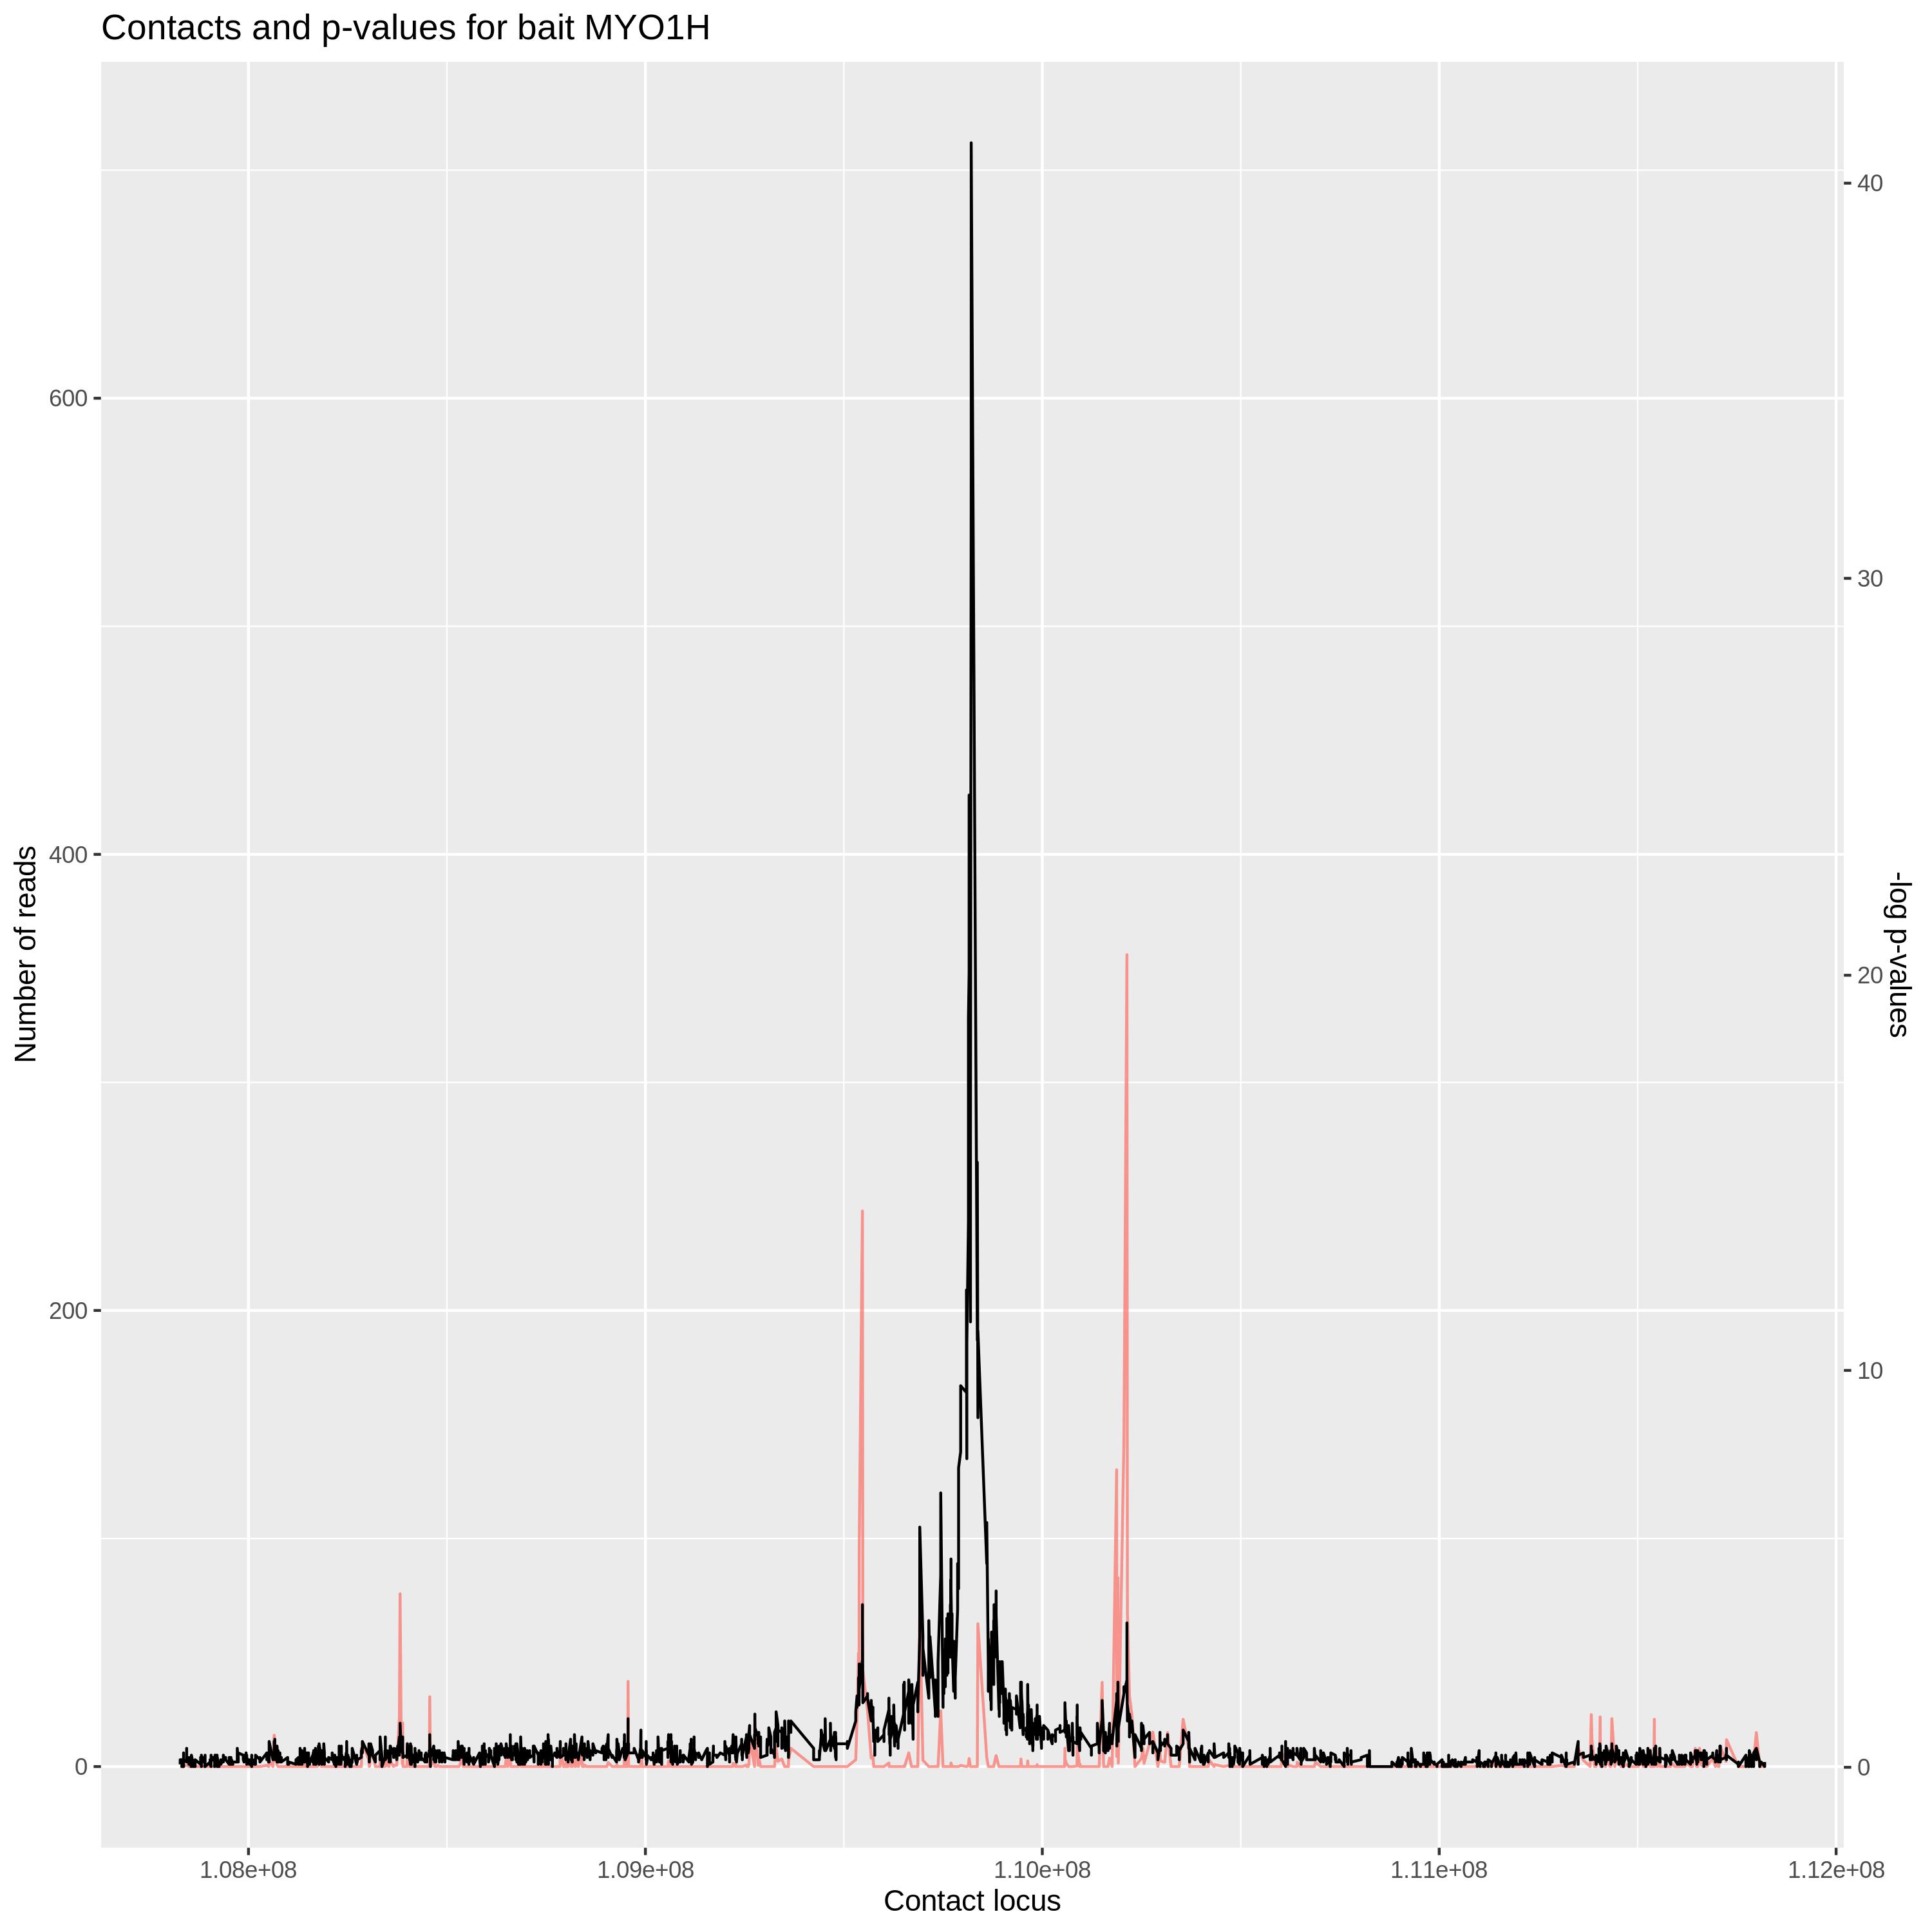 Contacts and p-values for bait MYO1H
Number of reads
600
400
200
0
40
30
20
10
0
-log p-values
1.08e+08 1.09e+08 1.10e+08 1.11e+08 1.12e+08
Contact locus